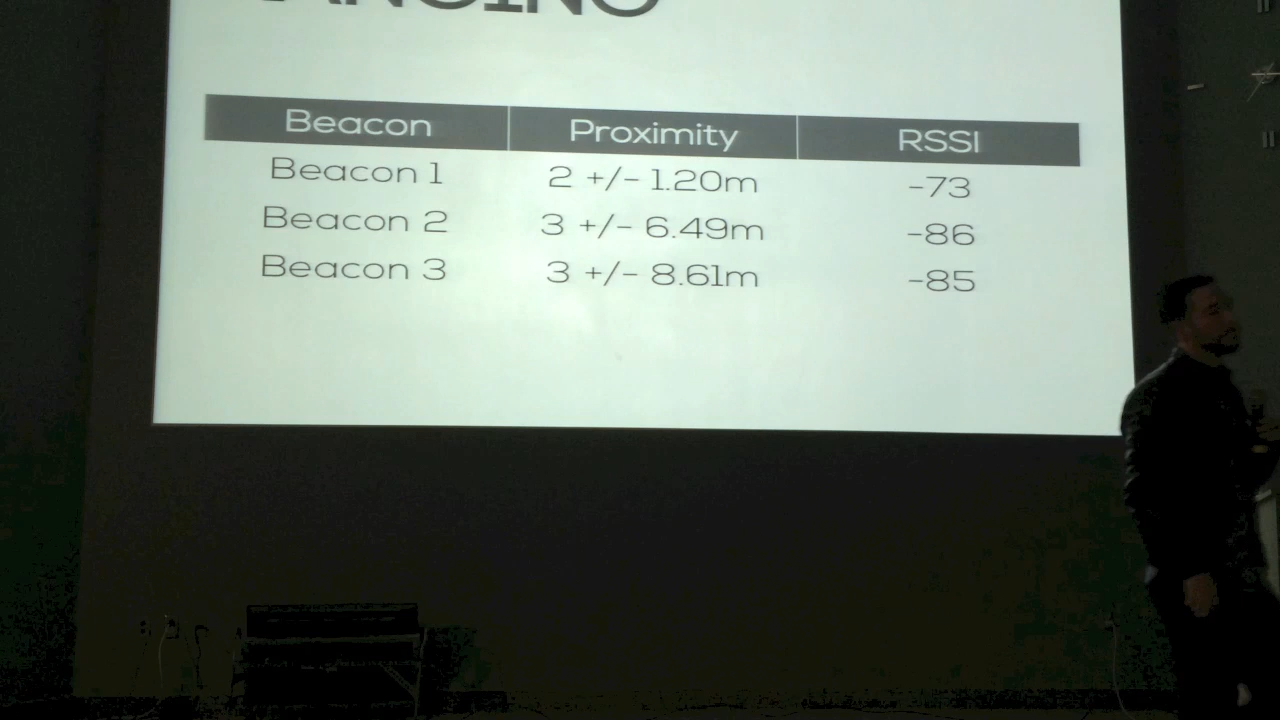 Beacon Proximity RSSI
Beacon 1 2 +/- 1.20m -73
Beacon 2 3 +/- 6.49m -86
Beacon 3 3 +/- 8.61m -85